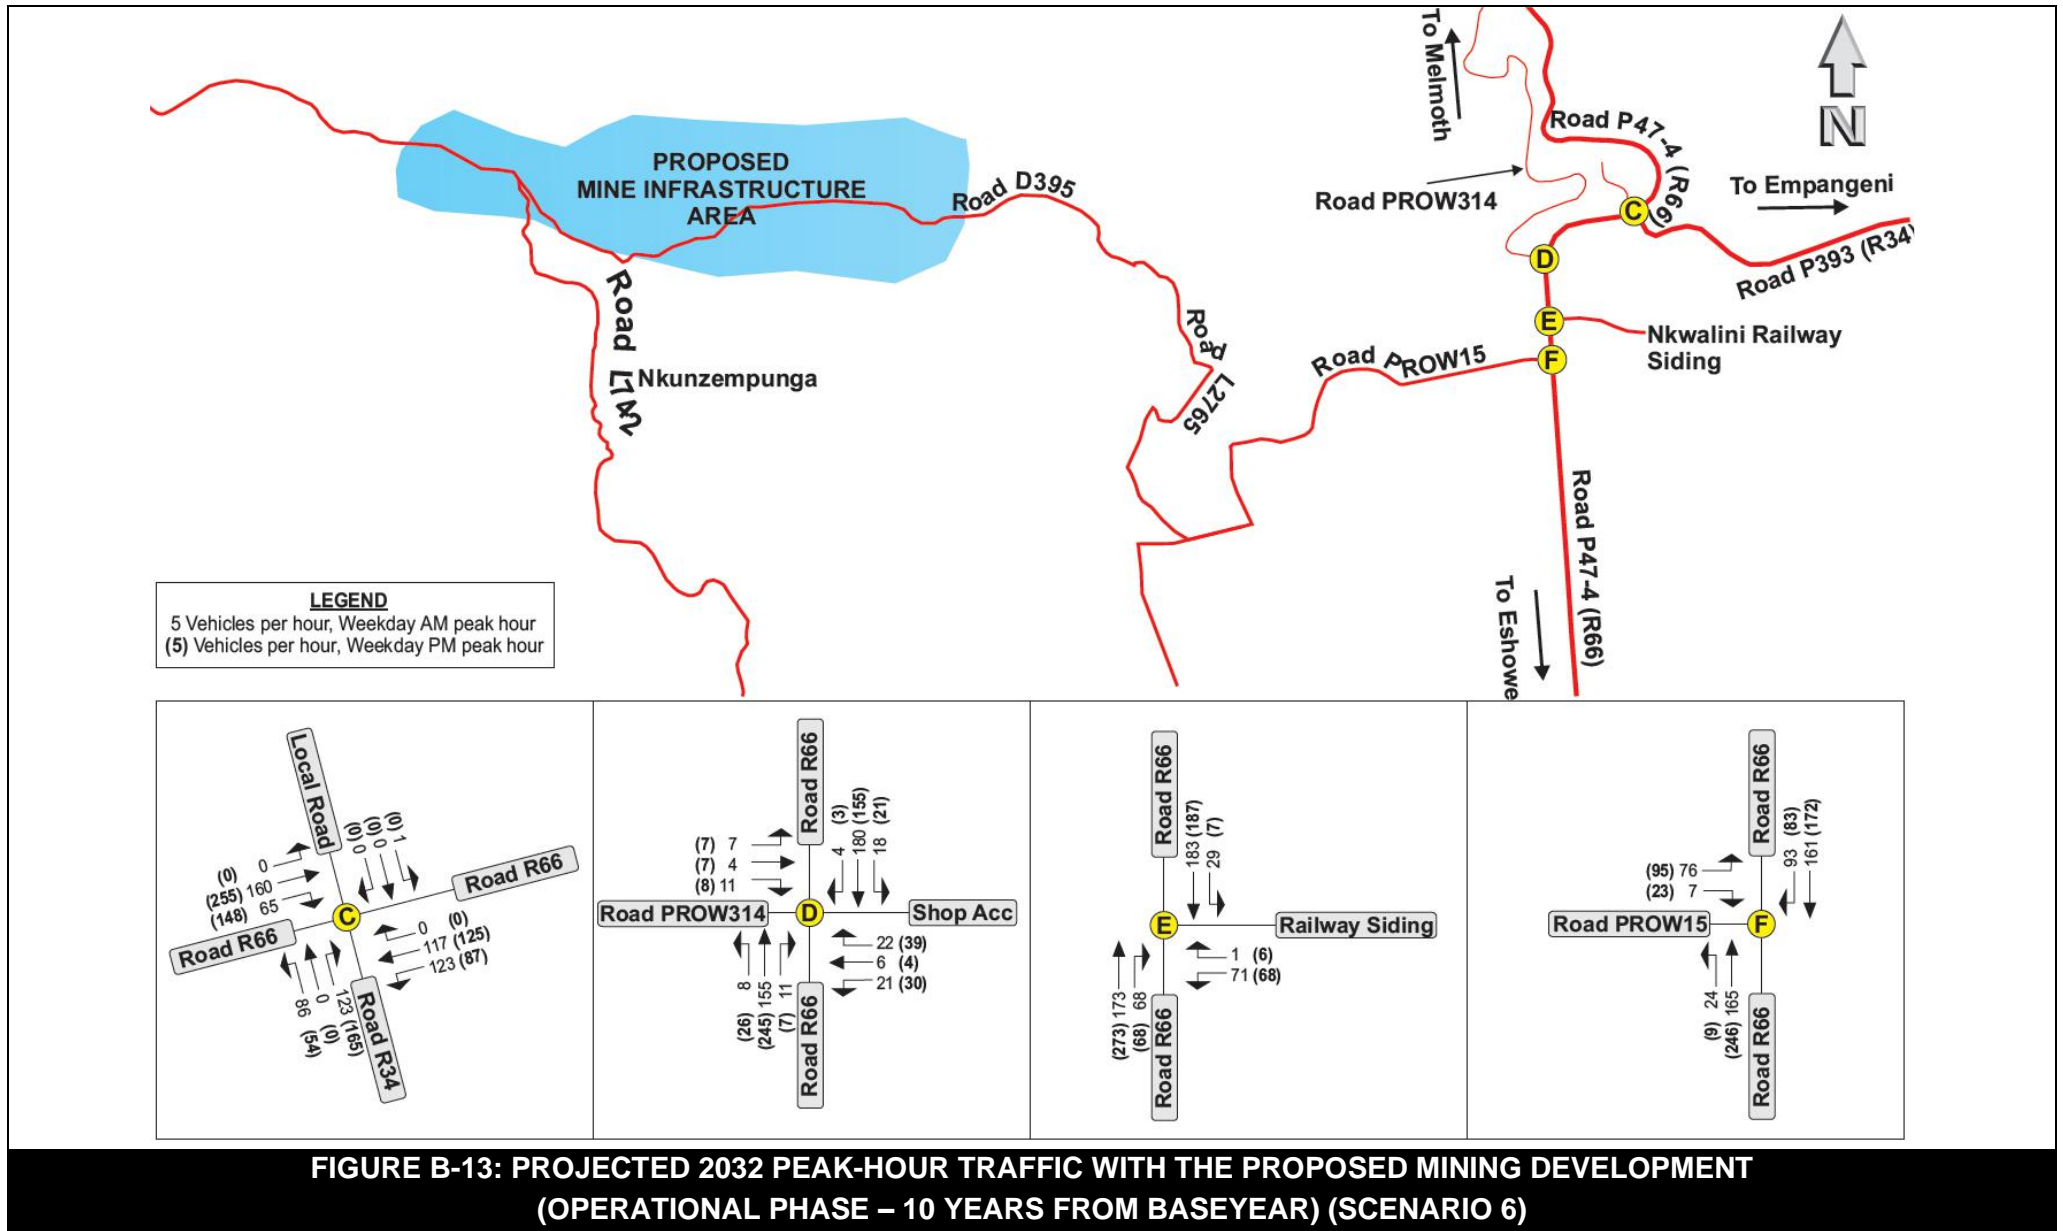 To Melmoth
Road P47-4 (R66)
N
PROPOSED
MINE INFRASTRUCTURE
AREA
Road D395
Road PROW314
To Empangeni
C
D
Road P393 (R34)
E
Nkwalini Railway
Siding
F
Road PROW15
Road L2765
Road L742
Nkunzempunga
Road P47-4 (R66)
To Eshowe
LEGEND
5 Vehicles per hour, Weekday AM peak hour
(5) Vehicles per hour, Weekday PM peak hour
Local Road
(0) 0
(0) 0
(0) 1
(0) 0
(255) 160
(148) 65
Road R66
C
Road R66
0 (0)
117 (125)
123 (87)
86 (54)
0 (0)
123 (165)
Road R34
Road R66
4 (3)
180 (155)
18 (21)
(7) 7
(7) 4
(8) 11
Road PROW314
D
Shop Acc
22 (39)
6 (4)
21 (30)
(26) 8
(245) 155
(7) 11
Road R66
Road R66
183 (187)
29 (7)
E
Railway Siding
1 (6)
71 (68)
(273) 173
(68) 68
Road R66
Road R66
93 (83)
161 (172)
(95) 76
(23) 7
Road PROW15
F
(9) 24
(246) 165
Road R66
FIGURE B-13: PROJECTED 2032 PEAK-HOUR TRAFFIC WITH THE PROPOSED MINING DEVELOPMENT
(OPERATIONAL PHASE – 10 YEARS FROM BASEYEAR) (SCENARIO 6)